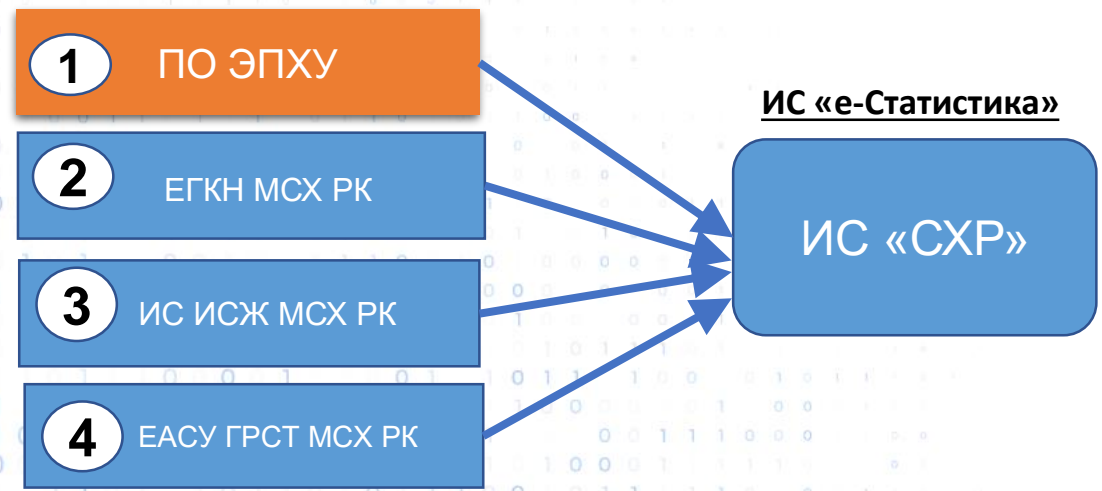 1 ПО ЭПХУ
2 ЕГКН МСХ РК
3 ИС ИСЖ МСХ РК
4 ЕАСУ ГРСТ МСХ РК
ИС «е-Статистика»
ИС «СХР»